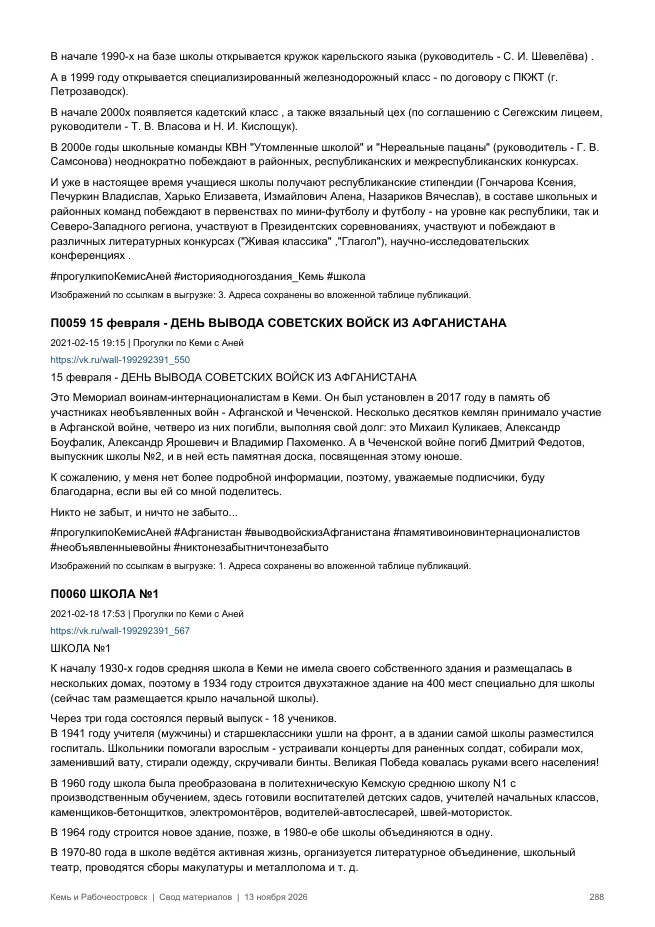 В начале 1990-х на базе школы открывается кружок карельского языка (руководитель - С. И. Шевелёва) .
А в 1999 году открывается специализированный железнодорожный класс - по договору с ПКЖТ (г.
Петрозаводск).
В начале 2000х появляется кадетский класс , а также вязальный цех (по соглашению с Сегежским лицеем,
руководители - Т. В. Власова и Н. И. Кислощук).
В 2000е годы школьные команды КВН "Утомленные школой" и "Нереальные пацаны" (руководитель - Г. В.
Самсонова) неоднократно побеждают в районных, республиканских и межреспубликанских конкурсах.
И уже в настоящее время учащиеся школы получают республиканские стипендии (Гончарова Ксения,
Печуркин Владислав, Харько Елизавета, Измайлович Алена, Назариков Вячеслав), в составе школьных и
районных команд побеждают в первенствах по мини-футболу и футболу - на уровне как республики, так и
Северо-Западного региона, участвуют в Президентских соревнованиях, участвуют и побеждают в
различных литературных конкурсах ("Живая классика" ,"Глагол"), научно-исследовательских
конференциях .
#прогулкипоКемисАней #историяодногоздания_Кемь #школа
Изображений по ссылкам в выгрузке: 3. Адреса сохранены во вложенной таблице публикаций.
П0059 15 февраля - ДЕНЬ ВЫВОДА СОВЕТСКИХ ВОЙСК ИЗ АФГАНИСТАНА
2021-02-15 19:15 | Прогулки по Кеми с Аней
https://vk.ru/wall-199292391_550
15 февраля - ДЕНЬ ВЫВОДА СОВЕТСКИХ ВОЙСК ИЗ АФГАНИСТАНА
Это Мемориал воинам-интернационалистам в Кеми. Он был установлен в 2017 году в память об
участниках необъявленных войн - Афганской и Чеченской. Несколько десятков кемлян принимало участие
в Афганской войне, четверо из них погибли, выполняя свой долг: это Михаил Куликаев, Александр
Боуфалик, Александр Ярошевич и Владимир Пахоменко. А в Чеченской войне погиб Дмитрий Федотов,
выпускник школы №2, и в ней есть памятная доска, посвященная этому юноше.
К сожалению, у меня нет более подробной информации, поэтому, уважаемые подписчики, буду
благодарна, если вы ей со мной поделитесь.
Никто не забыт, и ничто не забыто...
#прогулкипоКемисАней #Афганистан #выводвойскизАфганистана #памятивоиновинтернационалистов
#необъявленныевойны #никтонезабытничтонезабыто
Изображений по ссылкам в выгрузке: 1. Адреса сохранены во вложенной таблице публикаций.
П0060 ШКОЛА №1
2021-02-18 17:53 | Прогулки по Кеми с Аней
https://vk.ru/wall-199292391_567
ШКОЛА №1
К началу 1930-х годов средняя школа в Кеми не имела своего собственного здания и размещалась в
нескольких домах, поэтому в 1934 году строится двухэтажное здание на 400 мест специально для школы
(сейчас там размещается крыло начальной школы).
Через три года состоялся первый выпуск - 18 учеников.
В 1941 году учителя (мужчины) и старшеклассники ушли на фронт, а в здании самой школы разместился
госпиталь. Школьники помогали взрослым - устраивали концерты для раненных солдат, собирали мох,
заменивший вату, стирали одежду, скручивали бинты. Великая Победа ковалась руками всего населения!
В 1960 году школа была преобразована в политехническую Кемскую среднюю школу N1 с
производственным обучением, здесь готовили воспитателей детских садов, учителей начальных классов,
каменщиков-бетонщитков, электромонтёров, водителей-автослесарей, швей-мотористок.
В 1964 году строится новое здание, позже, в 1980-е обе школы объединяются в одну.
В 1970-80 года в школе ведётся активная жизнь, организуется литературное объединение, школьный
театр, проводятся сборы макулатуры и металлолома и т. д.
Кемь и Рабочеостровск | Свод материалов | 13 ноября 2026
288